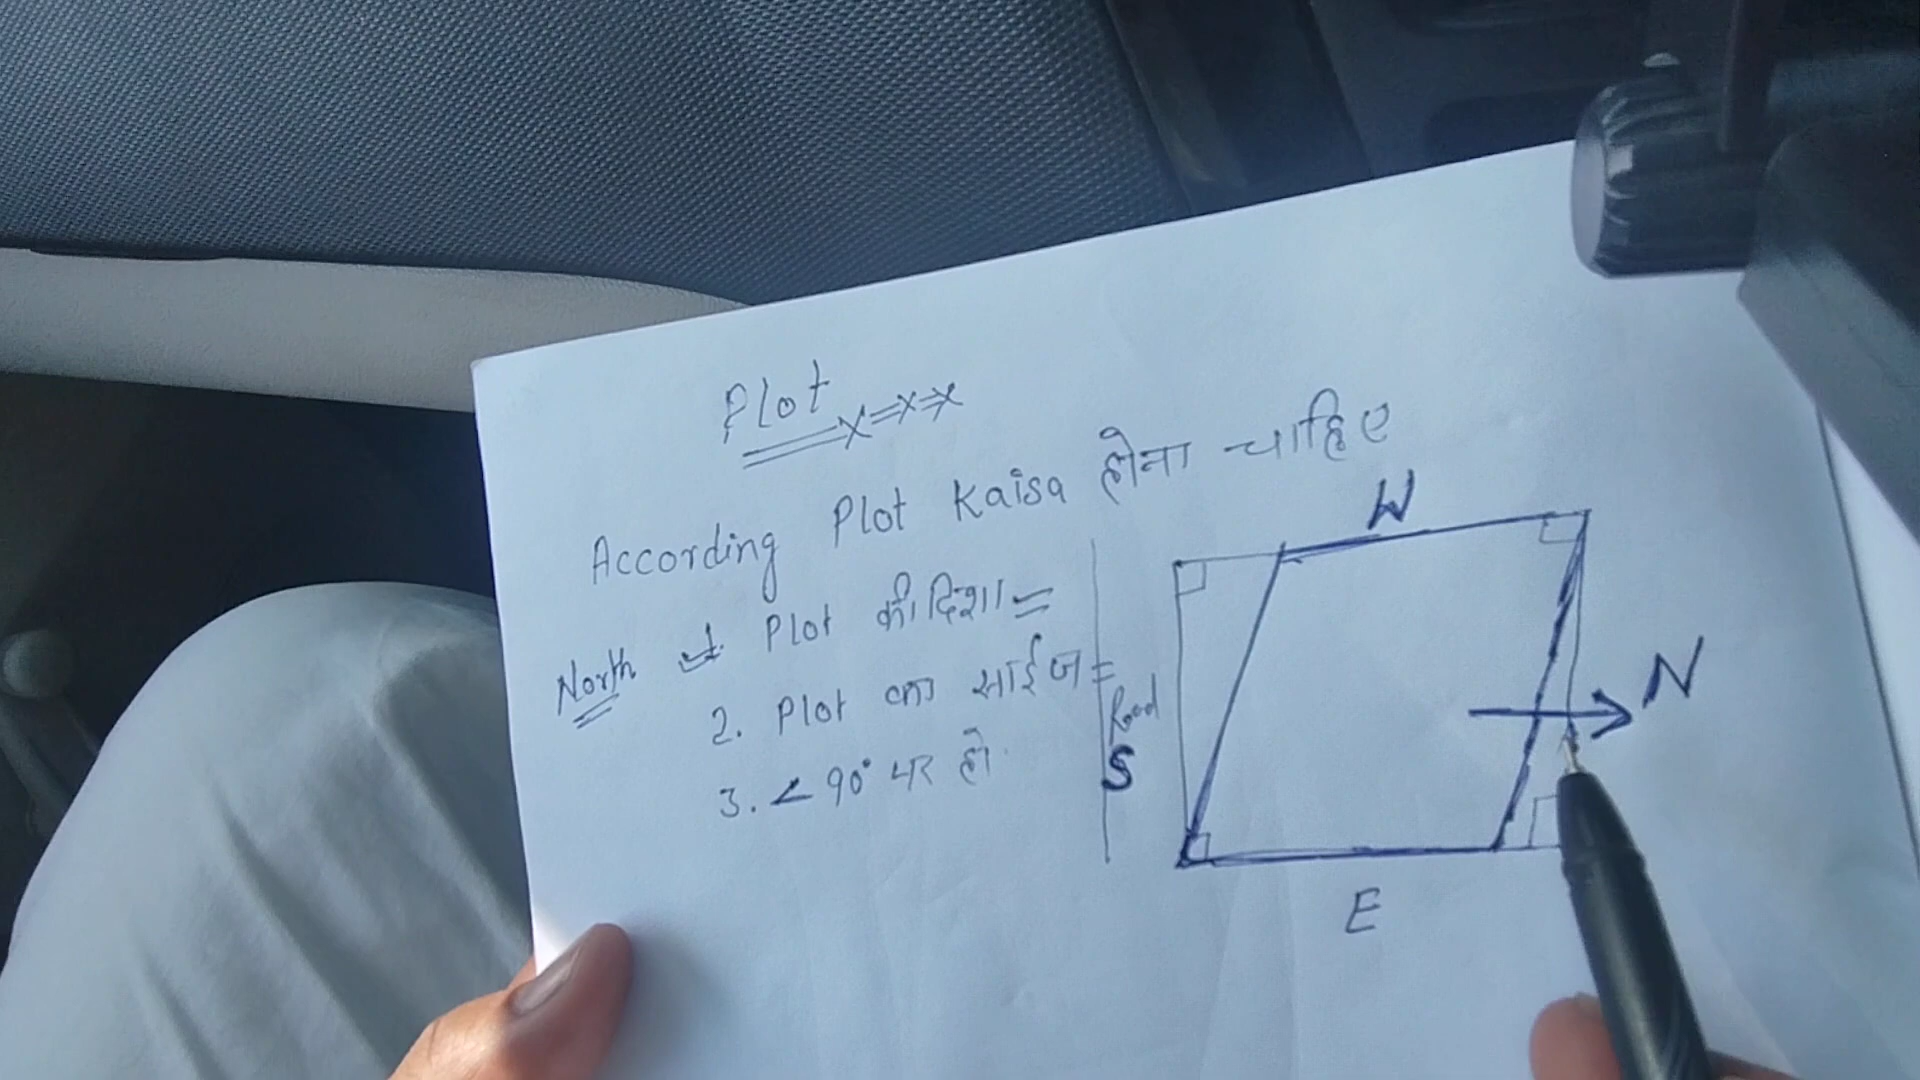 Plot
According Plot Kaisa होना चाहिए
North 1. Plot की दिशा =
2. Plot का साईज =
3. < 90° पर हो
W
N
Road
S
E